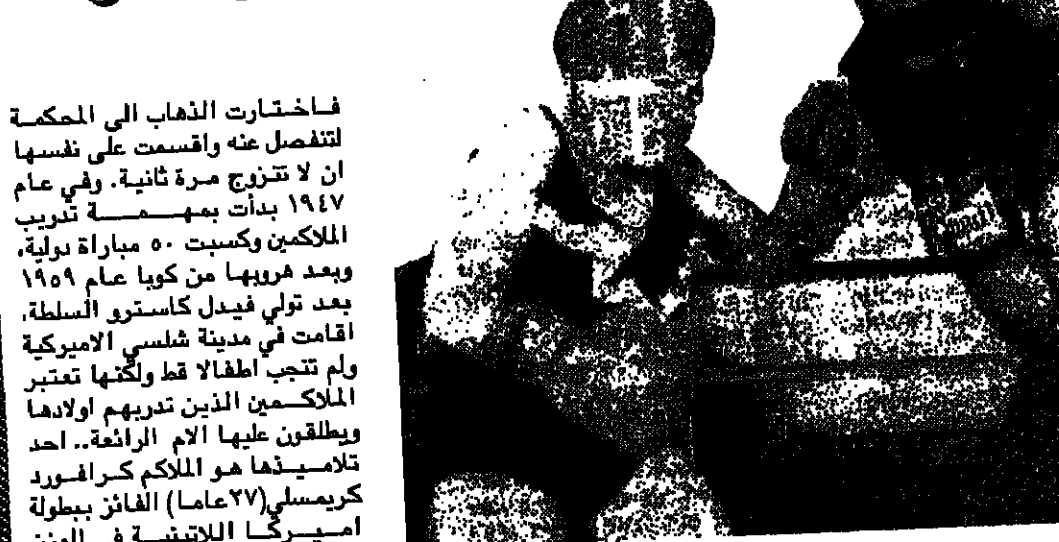 فاختارت الذهاب الى المحكمة
لتنفصل عنه واقسمت على نفسها
ان لا تتزوج مرة ثانية. وفي عام
١٩٤٧ بدأت بمهمة تدريب
الملاكمين وكسبت ٥٠ مباراة دولية،
وبعد هروبها من كوبا عام ١٩٥٩
بعد تولي فيدل كاسترو السلطة،
اقامت في مدينة شلسي الاميركية
ولم تنجب اطفالا قط ولكنها تعتبر
الملاكمين الذين تدربهم اولادها
ويطلقون عليها الام الرائعة.. احد
تلاميذها هو الملاكم كرافورد
كريمسلي(٢٧عاما) الفائز ببطولة
اميركا اللاتينية في الوزن